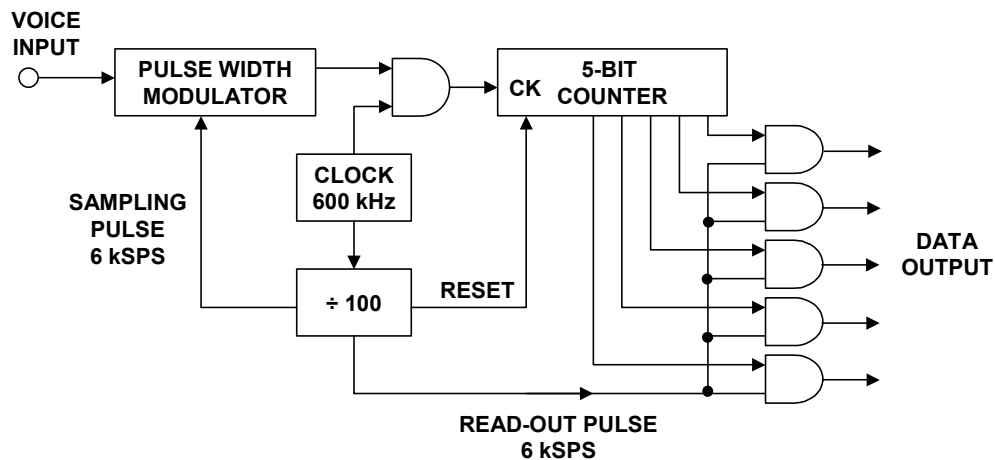 VOICE
INPUT
PULSE WIDTH
MODULATOR
5-BIT
CK COUNTER
CLOCK
600 kHz
SAMPLING
PULSE
6 kSPS
DATA
OUTPUT
÷ 100
RESET
READ-OUT PULSE
6 kSPS